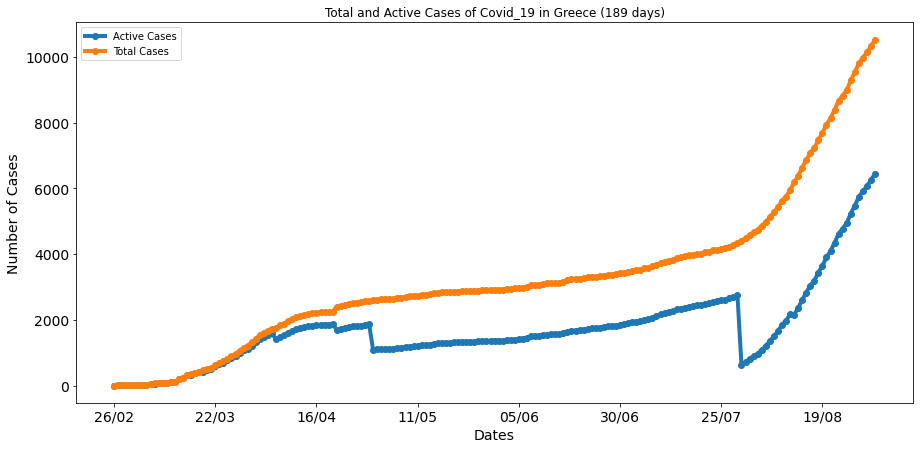 Total and Active Cases of Covid_19 in Greece (189 days)
Active Cases
Total Cases
10000
8000
6000
4000
2000
0
Number of Cases
26/02 22/03 16/04 11/05 05/06 30/06 25/07 19/08
Dates